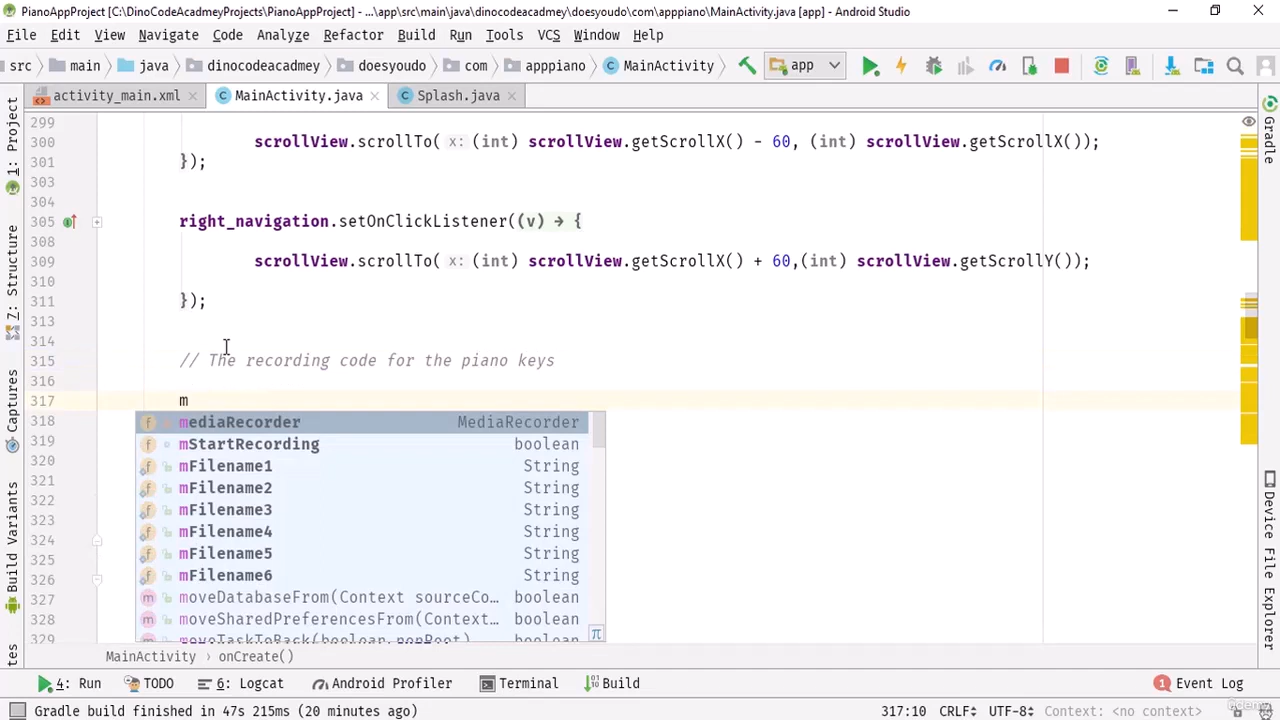 PianoAppProject [C:\DinoCodeAcadmeyProjects\PianoAppProject] - ...\app\src\main\java\dinocodeacadmey\doesyoudo\com\apppiano\MainActivity.java [app] - Android Studio
File Edit View Navigate Code Analyze Refactor Build Run Tools VCS Window Help
src main java dinocodeacadmey doesyoudo com apppiano MainActivity app
activity_main.xml MainActivity.java Splash.java
1: Project
7: Structure
Captures
Build Variants
Gradle
Device File Explorer
299
300 scrollView.scrollTo( x: (int) scrollView.getScrollX() - 60, (int) scrollView.getScrollX());
301 });
303
304
305 right_navigation.setOnClickListener((v) → {
308
309 scrollView.scrollTo( x: (int) scrollView.getScrollX() + 60,(int) scrollView.getScrollY());
310
311 });
313
314
315 // The recording code for the piano keys
316
317 m
318 mediaRecorder MediaRecorder
319 mStartRecording boolean
320 mFilename1 String
321 mFilename2 String
322 mFilename3 String
323 mFilename4 String
324 mFilename5 String
325
326 mFilename6 String
327 moveDatabaseFrom(Context sourceCo... boolean
328 moveSharedPreferencesFrom(Context... boolean
329 moveTaskToBack(boolean nonRoot) boolean
π
tes
MainActivity › onCreate()
4: Run TODO 6: Logcat Android Profiler Terminal Build 1 Event Log
Gradle build finished in 47s 215ms (20 minutes ago) 317:10 CRLF UTF-8 Context: <no context>
Udemy